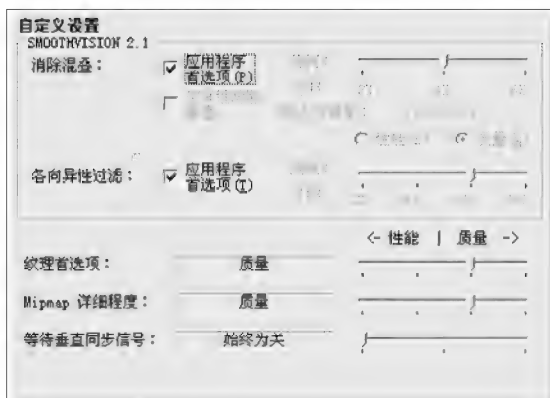 自定义设置
SMOOTHVISION 2.1
消除混叠：
应用程序
首选项(P)
各向异性过滤：
应用程序
首选项(I)
<- 性能 | 质量 ->
纹理首选项：
质量
Mipmap 详细程度：
质量
等待垂直同步信号：
始终为关